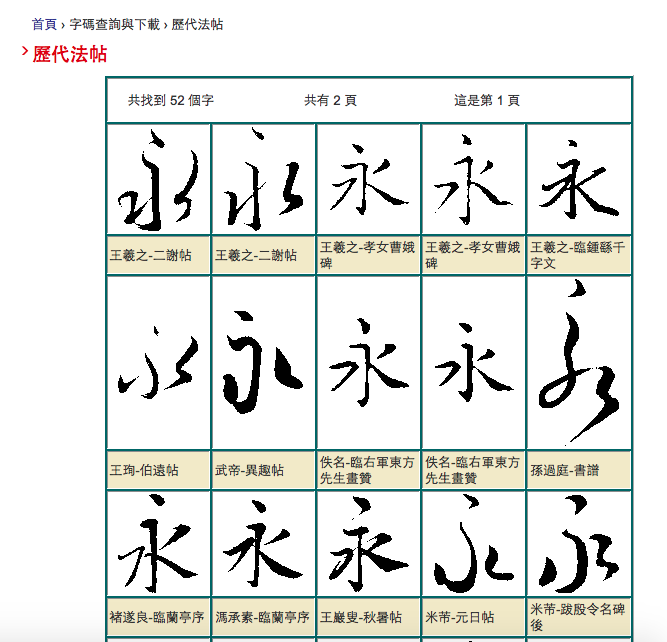 首頁 › 字碼查詢與下載 › 歷代法帖
› 歷代法帖
共找到 52 個字 共有 2 頁 這是第 1 頁
永 永 永 永 永
王羲之-二謝帖 王羲之-二謝帖 王羲之-孝女曹娥碑 王羲之-孝女曹娥碑 王羲之-臨鍾繇千字文
永 永 永 永 永
王珣-伯遠帖 武帝-異趣帖 佚名-臨右軍東方先生畫贊 佚名-臨右軍東方先生畫贊 孫過庭-書譜
永 永 永 永 永
褚遂良-臨蘭亭序 馮承素-臨蘭亭序 王巖叟-秋暑帖 米芾-元日帖 米芾-跋殷令名碑後